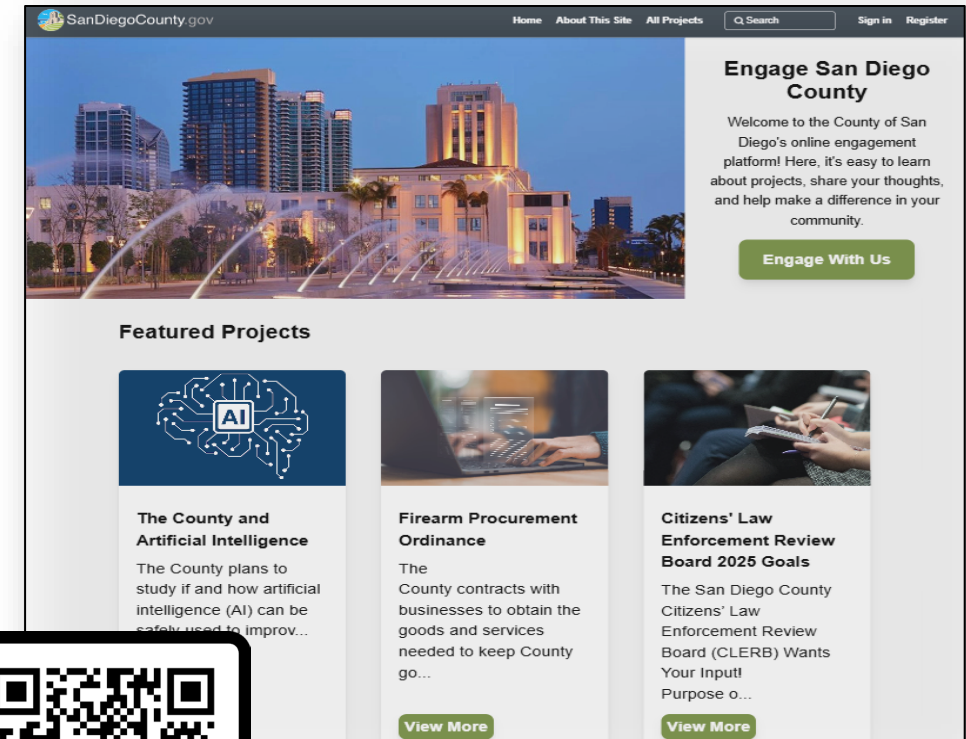 SanDiegoCounty.gov
Home About This Site All Projects Search Sign in Register
Engage San Diego
County
Welcome to the County of San
Diego's online engagement
platform! Here, it's easy to learn
about projects, share your thoughts,
and help make a difference in your
community.
Engage With Us
Featured Projects
AI
The County and
Artificial Intelligence
The County plans to
study if and how artificial
intelligence (AI) can be
safely used to improv...
Firearm Procurement
Ordinance
The
County contracts with
businesses to obtain the
goods and services
needed to keep County
go...
View More
Citizens' Law
Enforcement Review
Board 2025 Goals
The San Diego County
Citizens' Law
Enforcement Review
Board (CLERB) Wants
Your Input!
Purpose o...
View More